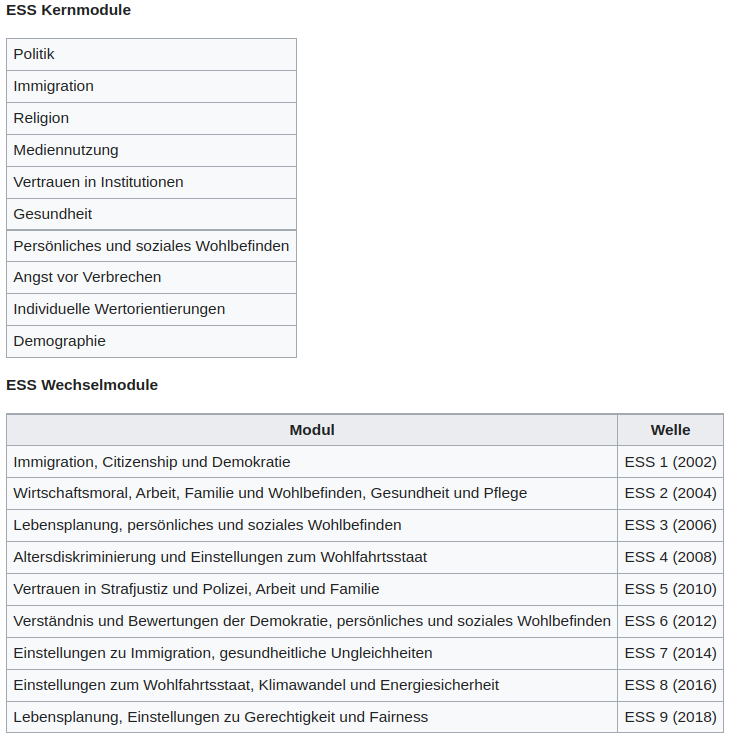 ESS Kernmodule
Politik
Immigration
Religion
Mediennutzung
Vertrauen in Institutionen
Gesundheit
Persönliches und soziales Wohlbefinden
Angst vor Verbrechen
Individuelle Wertorientierungen
Demographie
ESS Wechselmodule
Modul Welle
Immigration, Citizenship und Demokratie ESS 1 (2002)
Wirtschaftsmoral, Arbeit, Familie und Wohlbefinden, Gesundheit und Pflege ESS 2 (2004)
Lebensplanung, persönliches und soziales Wohlbefinden ESS 3 (2006)
Altersdiskriminierung und Einstellungen zum Wohlfahrtsstaat ESS 4 (2008)
Vertrauen in Strafjustiz und Polizei, Arbeit und Familie ESS 5 (2010)
Verständnis und Bewertungen der Demokratie, persönliches und soziales Wohlbefinden ESS 6 (2012)
Einstellungen zu Immigration, gesundheitliche Ungleichheiten ESS 7 (2014)
Einstellungen zum Wohlfahrtsstaat, Klimawandel und Energiesicherheit ESS 8 (2016)
Lebensplanung, Einstellungen zu Gerechtigkeit und Fairness ESS 9 (2018)